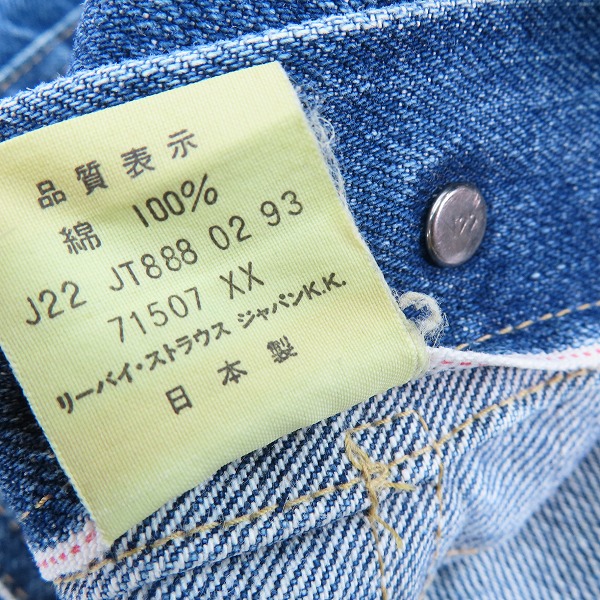 品質表示
綿 100%
J22 JT888 02 93
71507 XX
リーバイ・ストラウス ジャパンK.K.
日本製
J22